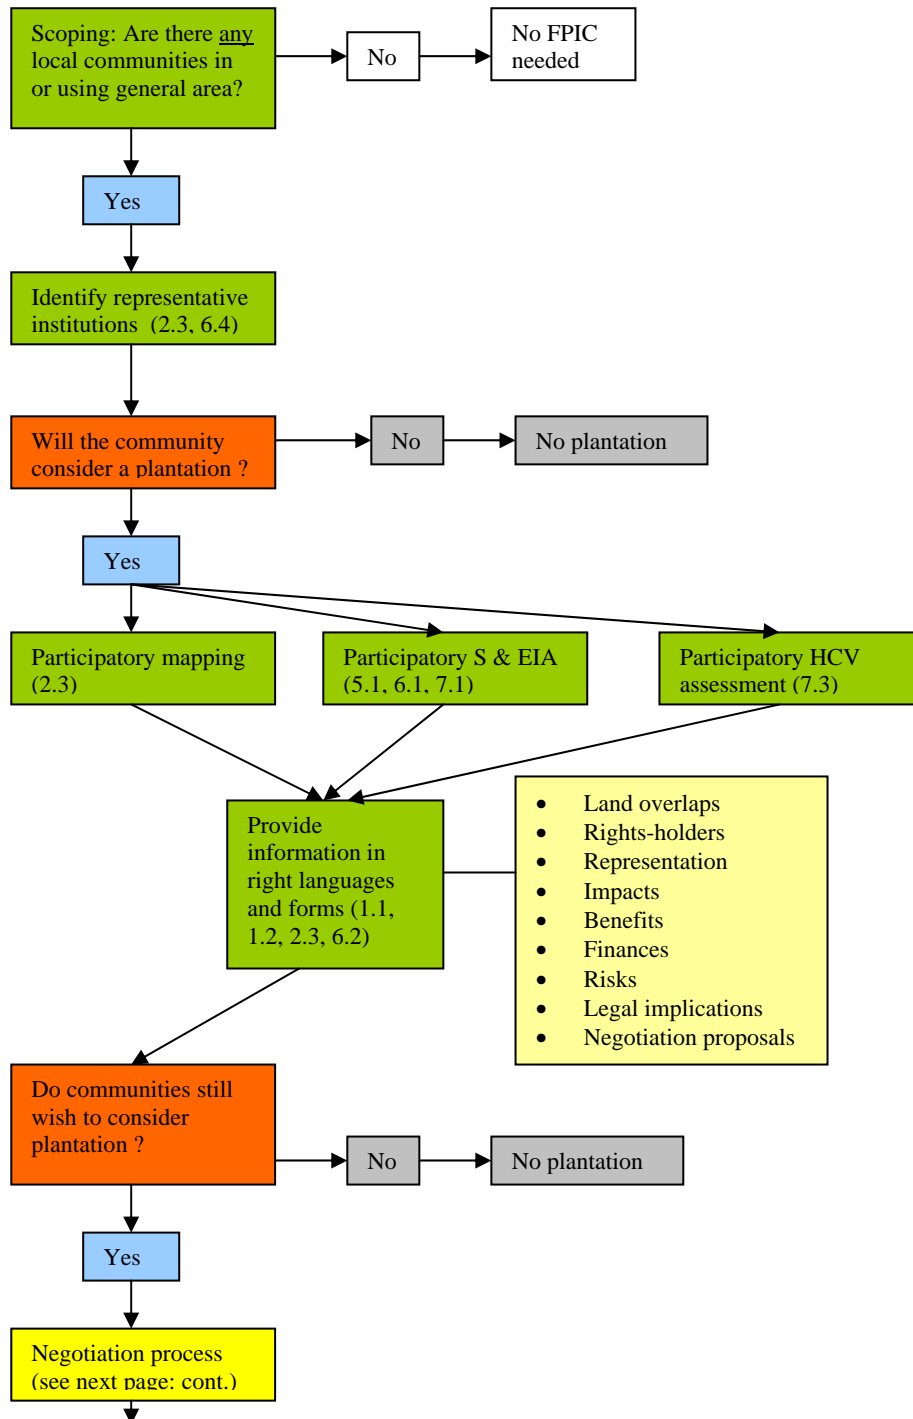 Scoping: Are there any
local communities in
or using general area?
No
No FPIC
needed
Yes
Identify representative
institutions (2.3, 6.4)
Will the community
consider a plantation ?
No
No plantation
Yes
Participatory mapping
(2.3)
Participatory S & EIA
(5.1, 6.1, 7.1)
Participatory HCV
assessment (7.3)
Provide
information in
right languages
and forms (1.1,
1.2, 2.3, 6.2)
• Land overlaps
• Rights-holders
• Representation
• Impacts
• Benefits
• Finances
• Risks
• Legal implications
• Negotiation proposals
Do communities still
wish to consider
plantation ?
No
No plantation
Yes
Negotiation process
(see next page: cont.)